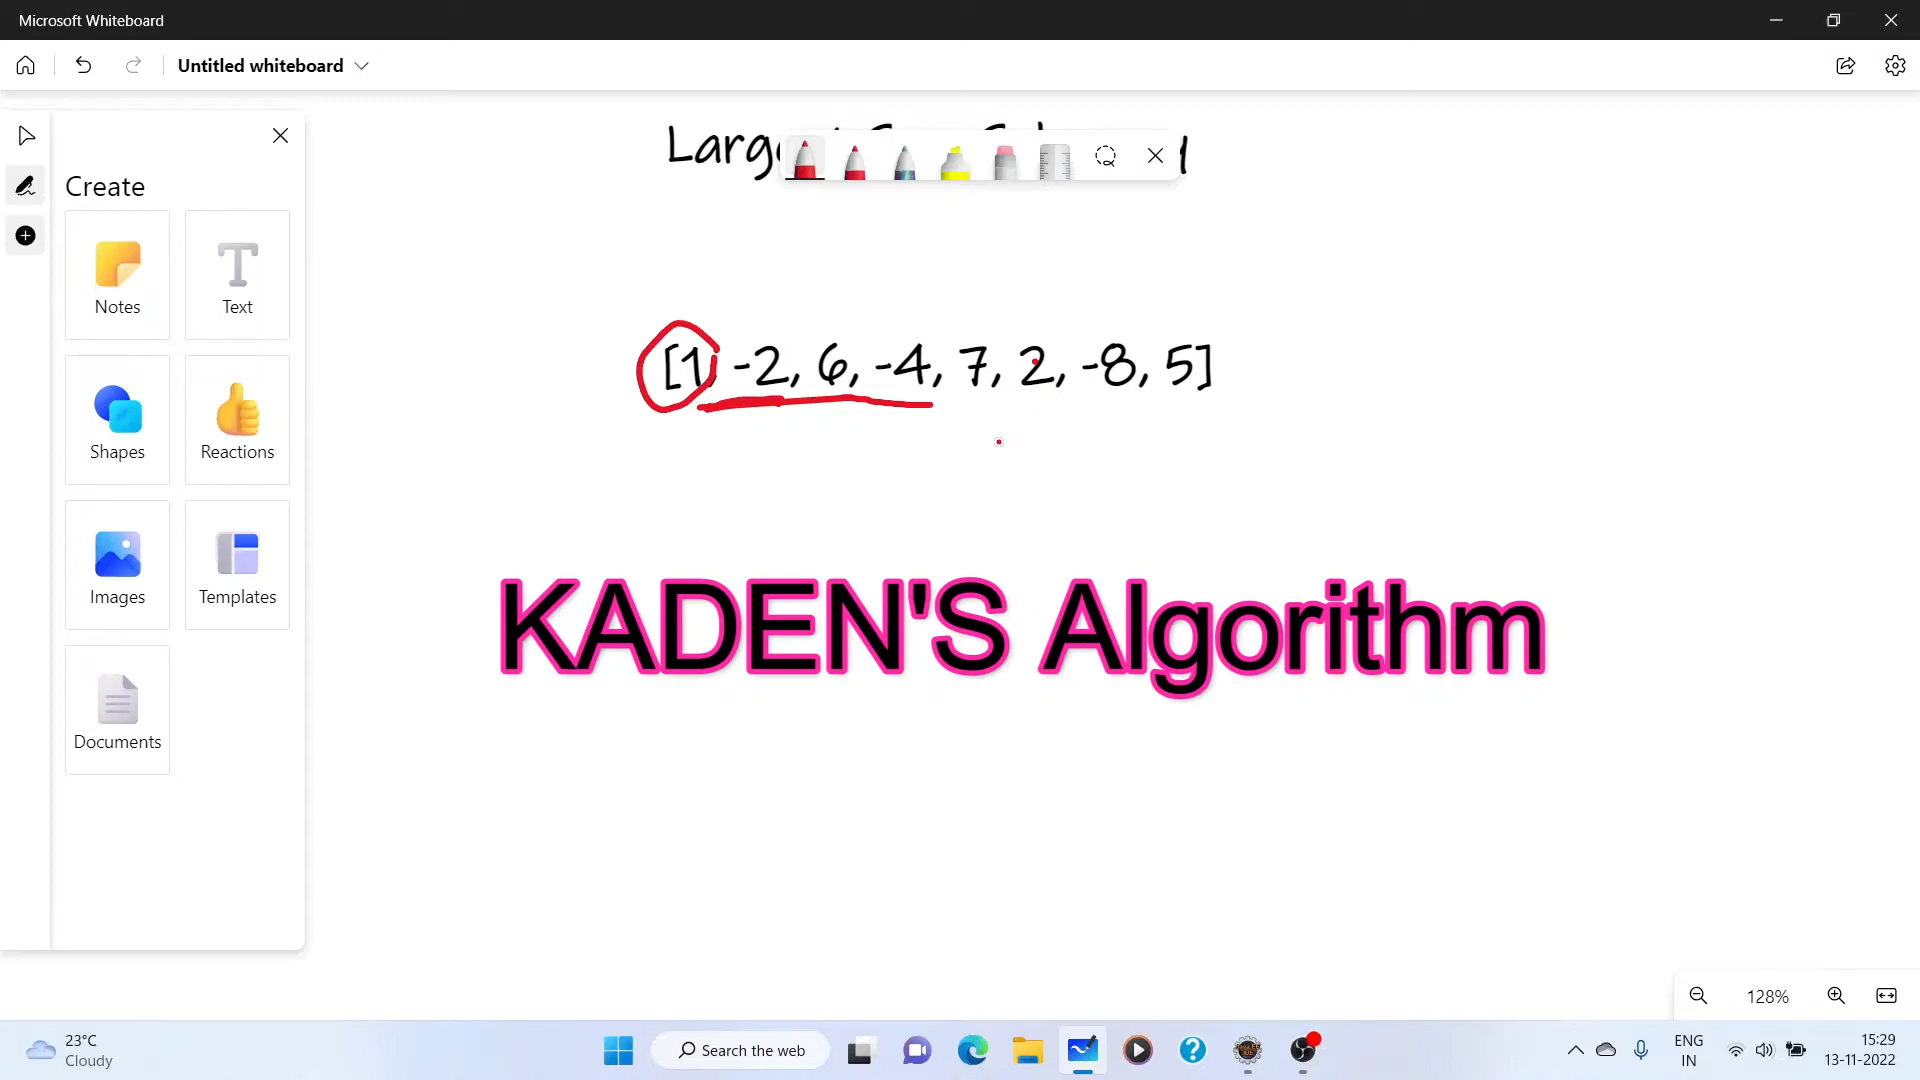 Microsoft Whiteboard
Untitled whiteboard
Create
Notes
Text
Shapes
Reactions
Images
Templates
Documents
[1, -2, 6, -4, 7, 2, -8, 5]
KADEN'S Algorithm
128%
23°C
Cloudy
Search the web
ENG
IN
15:29
13-11-2022